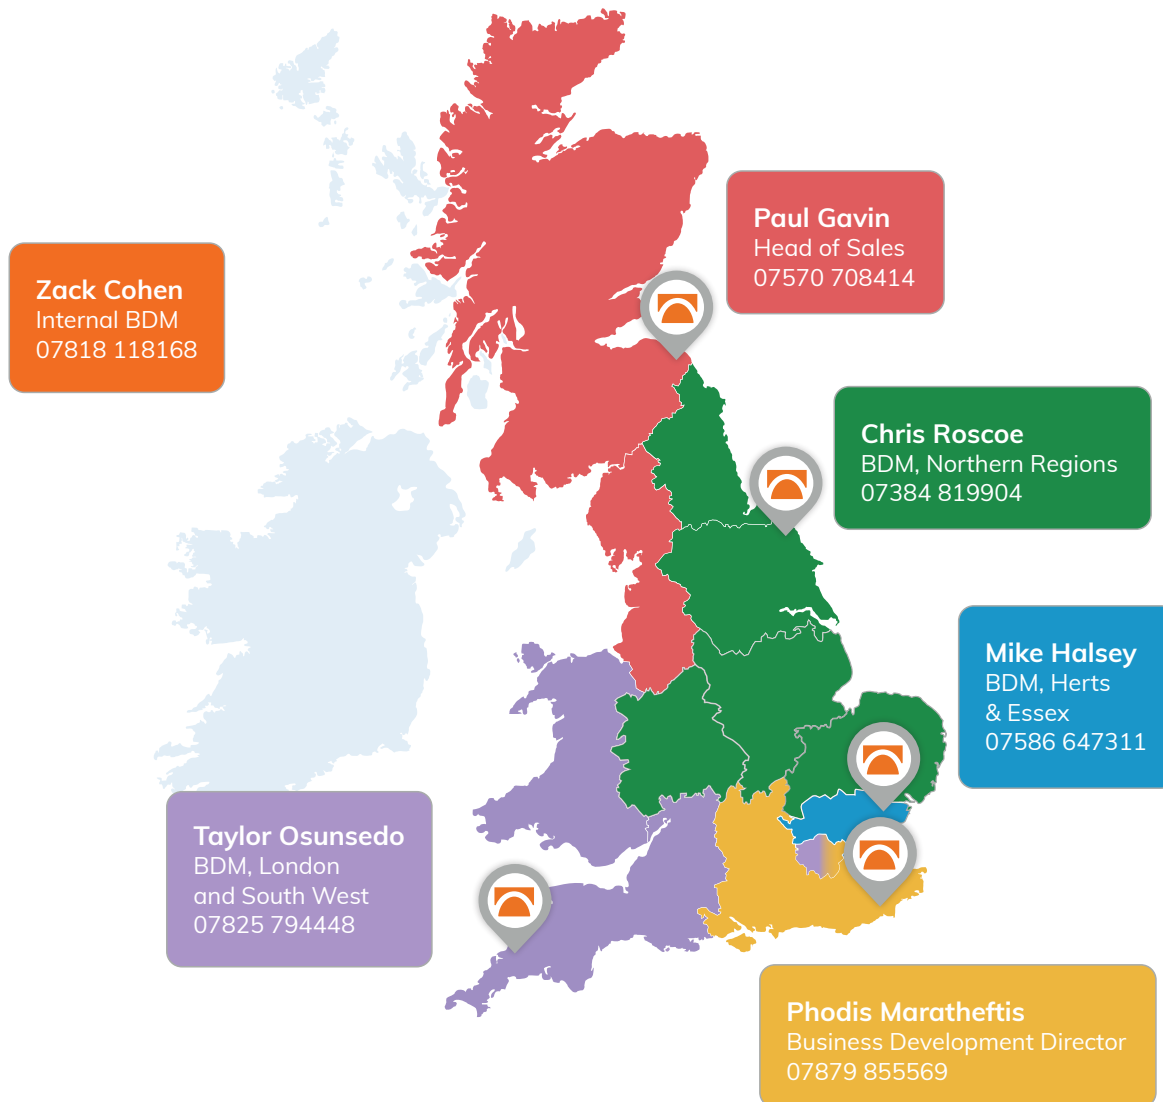 Paul Gavin
Head of Sales
07570 708414
Zack Cohen
Internal BDM
07818 118168
Chris Roscoe
BDM, Northern Regions
07384 819904
Mike Halsey
BDM, Herts
& Essex
07586 647311
Taylor Osunsedo
BDM, London
and South West
07825 794448
Phodis Maratheftis
Business Development Director
07879 855569